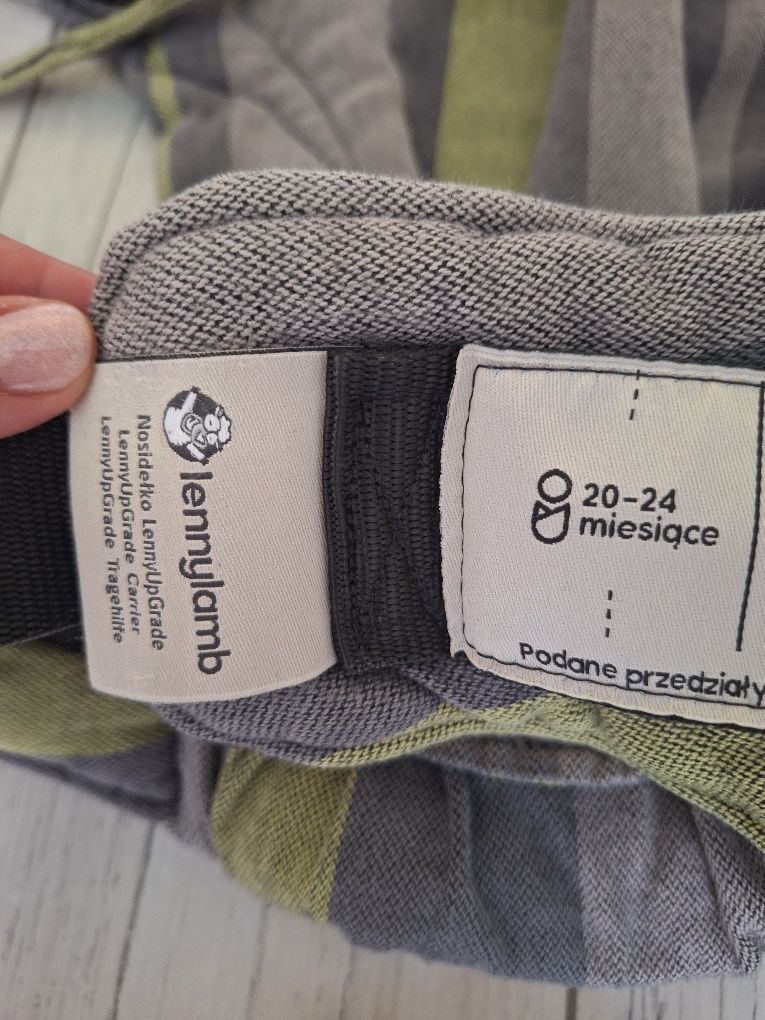 lennylamb
Nosidełko LennyUpGrade
LennyUpGrade Carrier
LennyUpGrade Tragehilfe
20-24
miesiące
Podane przedziały